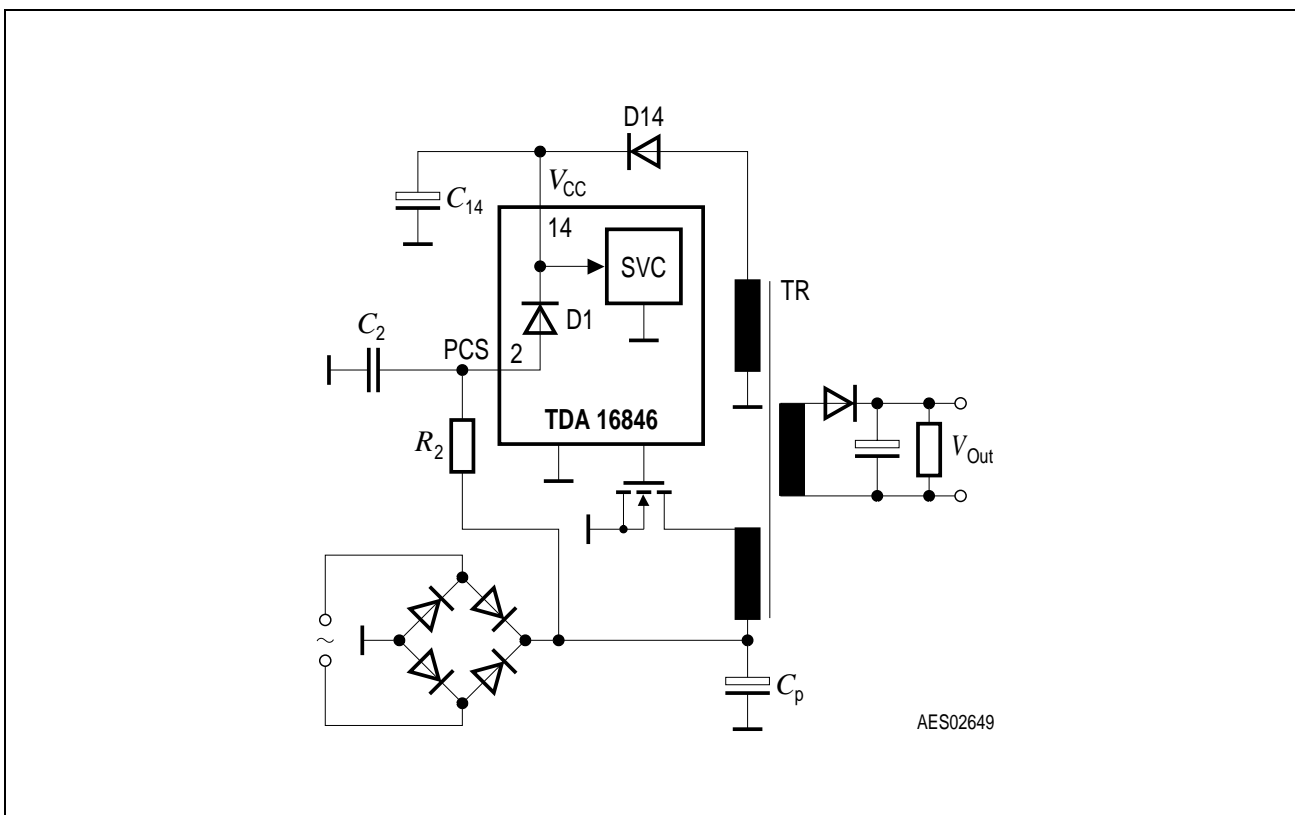 D14
V_CC
C_14
14
SVC
TR
D1
C_2
PCS
2
TDA 16846
R_2
V_Out
~
C_p
AES02649